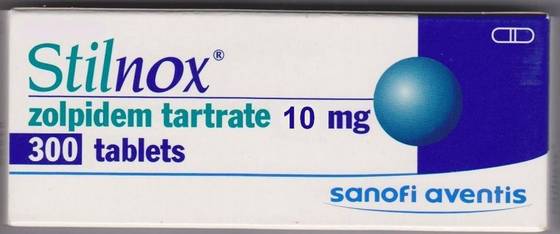 Stilnox®
zolpidem tartrate 10 mg
300 tablets
sanofi aventis